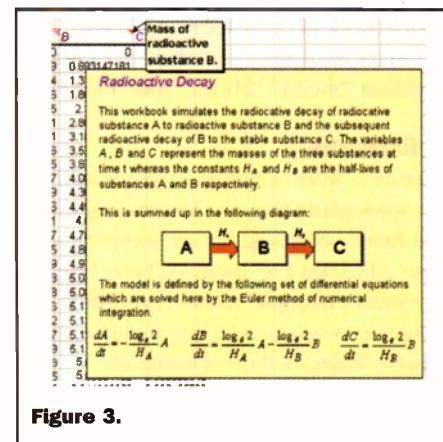 B
C
Mass of
radioactive
substance B.
0
0
0.693147181
Radioactive Decay
This workbook simulates the radiocative decay of radiocative
substance A to radioactive substance B and the subsequent
radioactive decay of B to the stable substance C. The variables
A, B and C represent the masses of the three substances at
time t whereas the constants H_A and H_B are the half-lives of
substances A and B respectively.
This is summed up in the following diagram:
A
B
C
The model is defined by the following set of differential equations
which are solved here by the Euler method of numerical
integration.
dA/dt = -log_e 2/H_A A dB/dt = log_e 2/H_A A - log_e 2/H_B B dC/dt = log_e 2/H_B B
Figure 3.